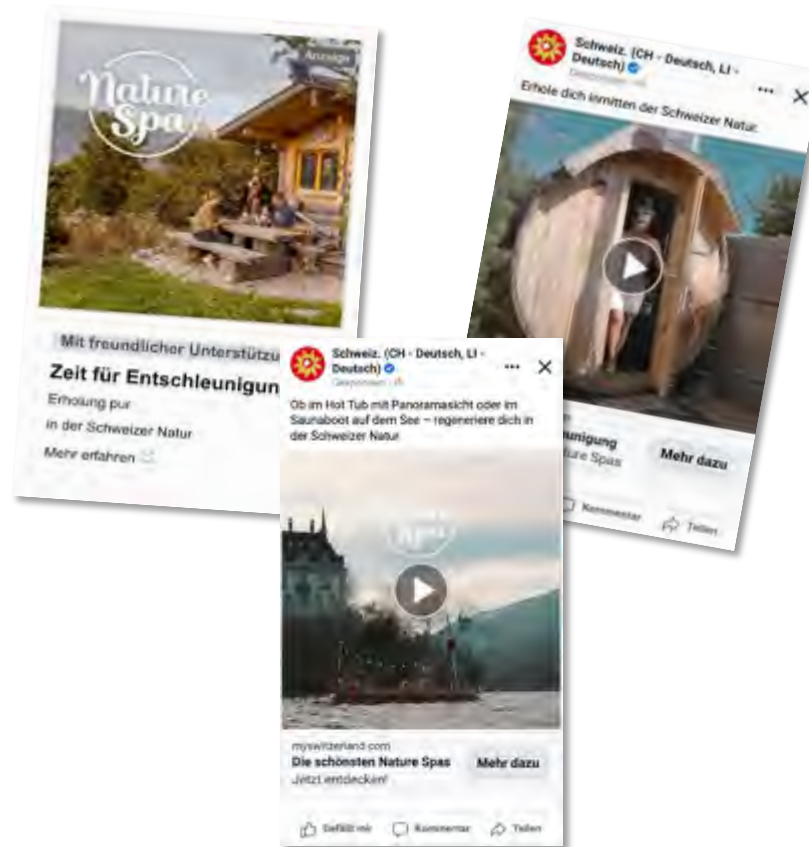 Nature
Spa
Anzeige
Mit freundlicher Unterstützu
Zeit für Entschleunigun
Erholung pur
in der Schweizer Natur
Mehr erfahren
Schweiz. (CH - Deutsch, LI -
Deutsch)
Erhole dich inmitten der Schweizer Natur.
unigung
ure Spas
Mehr dazu
Kommentar
Teilen
Schweiz. (CH - Deutsch, LI -
Deutsch)
Gesponsert
Ob im Hot Tub mit Panoramasicht oder im
Saunaboot auf dem See – regeneriere dich in
der Schweizer Natur.
Spa
myswitzerland.com
Die schönsten Nature Spas
Mehr dazu
Jetzt entdecken!
Gefällt mir
Kommentar
Teilen